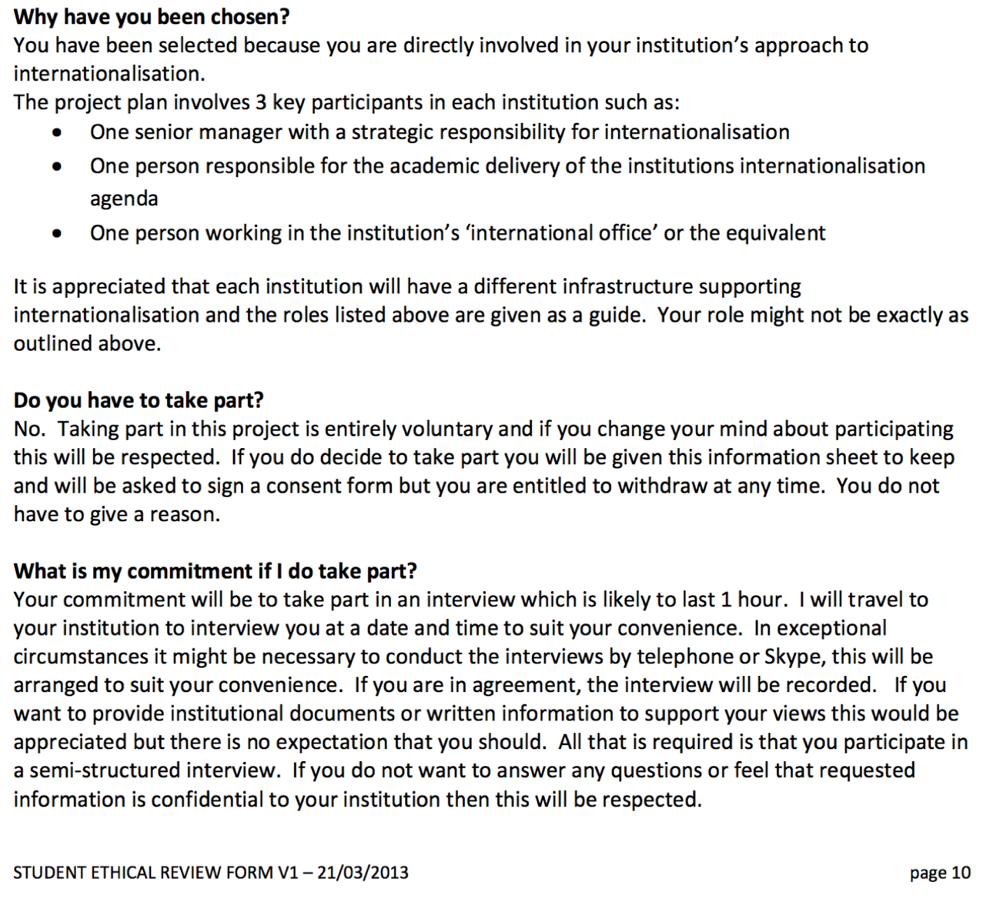 Why have you been chosen?
You have been selected because you are directly involved in your institution’s approach to
internationalisation.
The project plan involves 3 key participants in each institution such as:
• One senior manager with a strategic responsibility for internationalisation
• One person responsible for the academic delivery of the institutions internationalisation
agenda
• One person working in the institution’s ‘international office’ or the equivalent
It is appreciated that each institution will have a different infrastructure supporting
internationalisation and the roles listed above are given as a guide.  Your role might not be exactly as
outlined above.
Do you have to take part?
No.  Taking part in this project is entirely voluntary and if you change your mind about participating
this will be respected.  If you do decide to take part you will be given this information sheet to keep
and will be asked to sign a consent form but you are entitled to withdraw at any time.  You do not
have to give a reason.
What is my commitment if I do take part?
Your commitment will be to take part in an interview which is likely to last 1 hour.  I will travel to
your institution to interview you at a date and time to suit your convenience.  In exceptional
circumstances it might be necessary to conduct the interviews by telephone or Skype, this will be
arranged to suit your convenience.  If you are in agreement, the interview will be recorded.   If you
want to provide institutional documents or written information to support your views this would be
appreciated but there is no expectation that you should.  All that is required is that you participate in
a semi-structured interview.  If you do not want to answer any questions or feel that requested
information is confidential to your institution then this will be respected.
STUDENT ETHICAL REVIEW FORM V1 – 21/03/2013 page 10